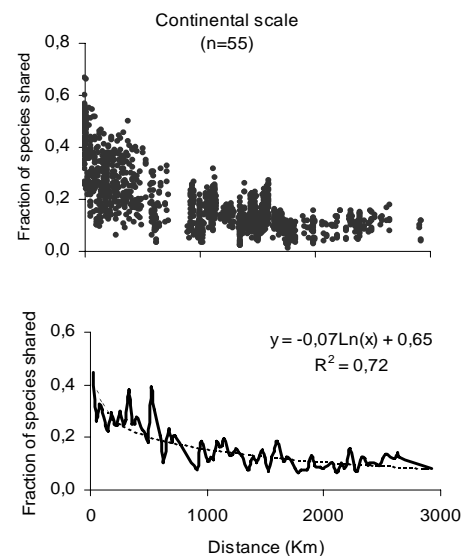 Continental scale
(n=55)
Fraction of species shared
0,8
0,6
0,4
0,2
0,0
y = -0,07Ln(x) + 0,65
R² = 0,72
Fraction of species shared
0,6
0,4
0,2
0,0
0 1000 2000 3000
Distance (Km)